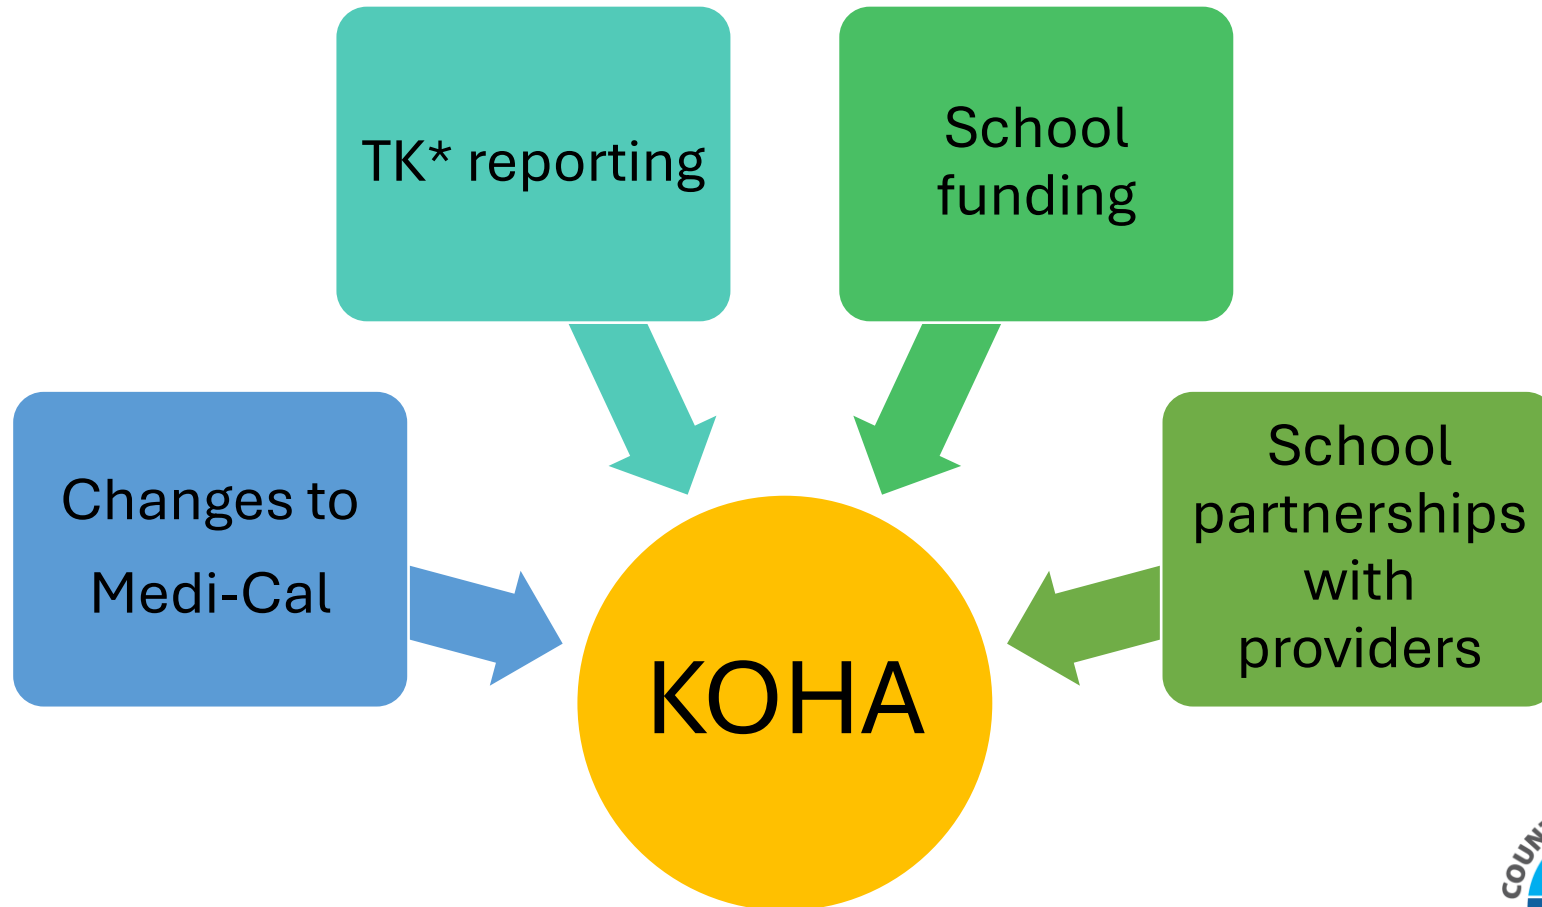 TK* reporting
School
funding
Changes to
Medi-Cal
School
partnerships
with
providers
KOHA